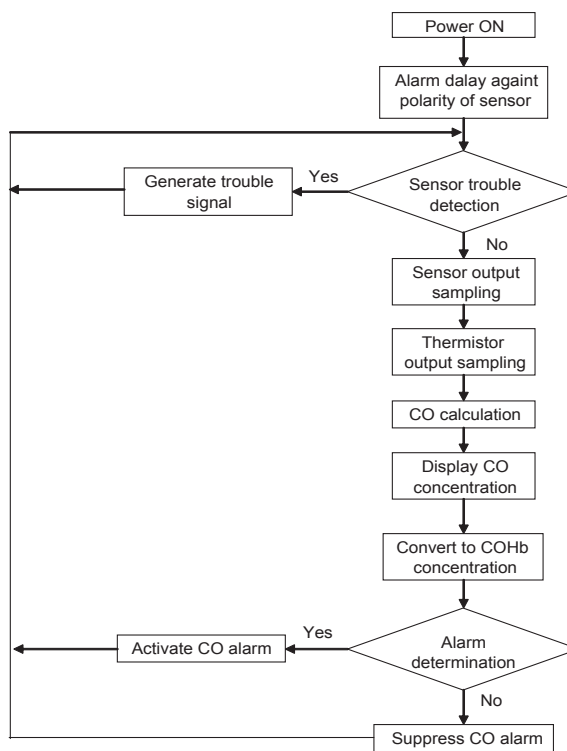 Power ON
Alarm dalay againt
polarity of sensor
Yes
Generate trouble
signal
Sensor trouble
detection
No
Sensor output
sampling
Thermistor
output sampling
CO calculation
Display CO
concentration
Convert to COHb
concentration
Yes
Activate CO alarm
Alarm
determination
No
Suppress CO alarm